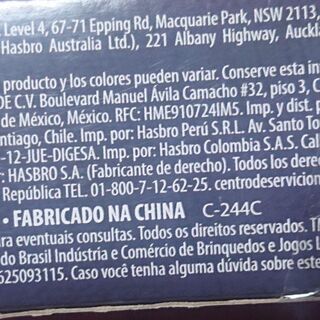 Level 4, 67-71 Epping Rd, Macquarie Park, NSW 2113,
Hasbro Australia Ltd.), 221 Albany Highway, Auckla
producto y los colores pueden variar. Conserve esta inf
DE C.V. Boulevard Manuel Ávila Camacho #32, piso 3, C
de México, México. RFC: HME910724IM5. Imp. y dist. p
antiago, Chile. Imp. por: Hasbro Perú S.R.L. Av. Santo To
-12-JUE-DIGESA. Imp. por: Hasbro Colombia S.A.S. Cal
r: HASBRO S.A. (Fabricante de derecho). Todos los dere
República TEL. 01-800-7-12-62-25. centrodeservicio
• FABRICADO NA CHINA C-244C
ra eventuais consultas. Todos os direitos reservados. T
do Brasil Indústria e Comércio de Brinquedos e Jogos L
625093115. Caso você tenha alguma dúvida sobre este